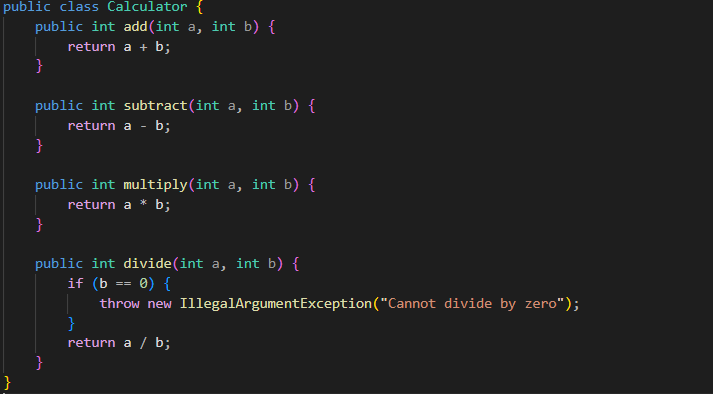 public class Calculator {
    public int add(int a, int b) {
        return a + b;
    }

    public int subtract(int a, int b) {
        return a - b;
    }

    public int multiply(int a, int b) {
        return a * b;
    }

    public int divide(int a, int b) {
        if (b == 0) {
            throw new IllegalArgumentException("Cannot divide by zero");
        }
        return a / b;
    }
}